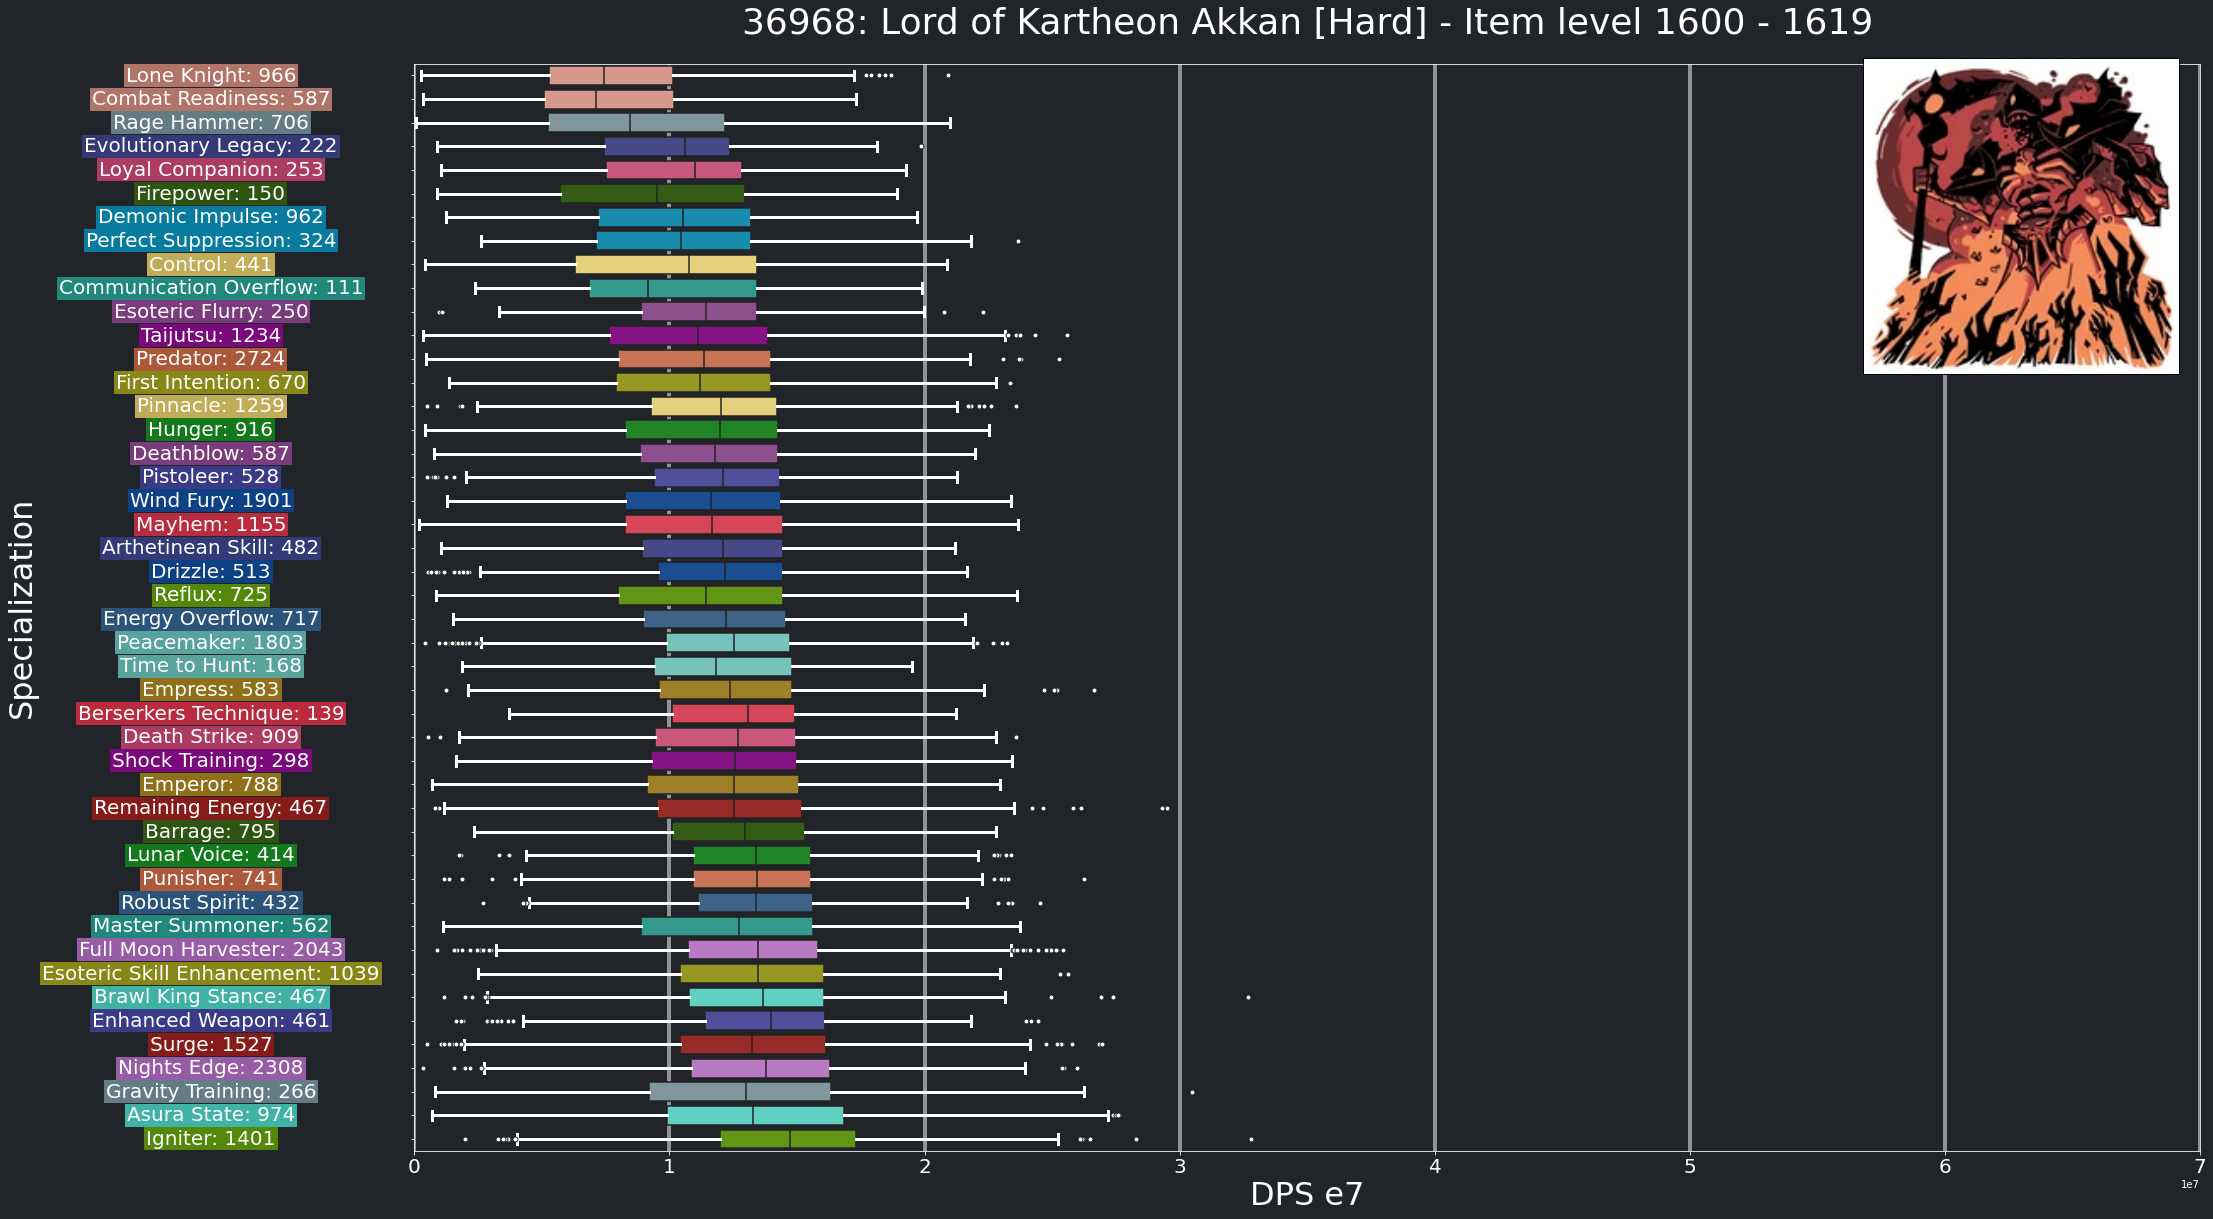 36968: Lord of Kartheon Akkan [Hard] - Item level 1600 - 1619
Specialization
Lone Knight: 966
Combat Readiness: 587
Rage Hammer: 706
Evolutionary Legacy: 222
Loyal Companion: 253
Firepower: 150
Demonic Impulse: 962
Perfect Suppression: 324
Control: 441
Communication Overflow: 111
Esoteric Flurry: 250
Taijutsu: 1234
Predator: 2724
First Intention: 670
Pinnacle: 1259
Hunger: 916
Deathblow: 587
Pistoleer: 528
Wind Fury: 1901
Mayhem: 1155
Arthetinean Skill: 482
Drizzle: 513
Reflux: 725
Energy Overflow: 717
Peacemaker: 1803
Time to Hunt: 168
Empress: 583
Berserkers Technique: 139
Death Strike: 909
Shock Training: 298
Emperor: 788
Remaining Energy: 467
Barrage: 795
Lunar Voice: 414
Punisher: 741
Robust Spirit: 432
Master Summoner: 562
Full Moon Harvester: 2043
Esoteric Skill Enhancement: 1039
Brawl King Stance: 467
Enhanced Weapon: 461
Surge: 1527
Nights Edge: 2308
Gravity Training: 266
Asura State: 974
Igniter: 1401
0 1 2 3 4 5 6 7
1e7
DPS e7